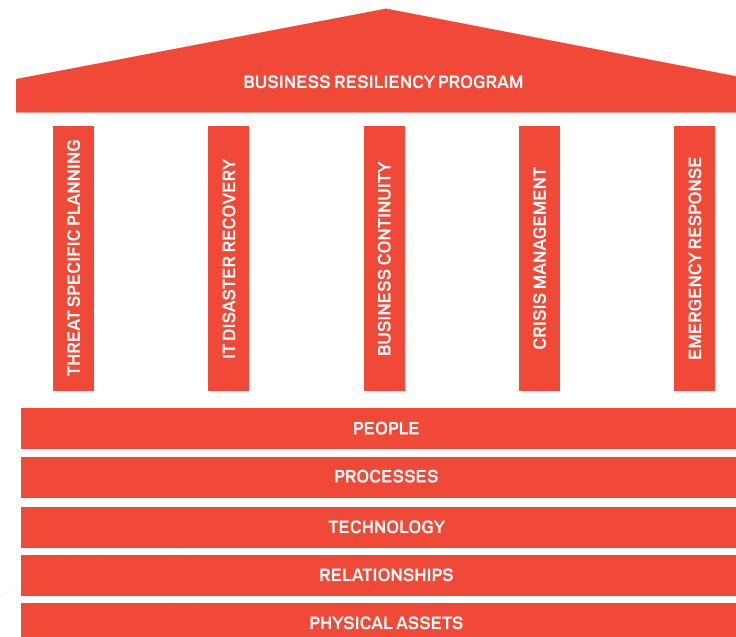 BUSINESS RESILIENCY PROGRAM
THREAT SPECIFIC PLANNING
IT DISASTER RECOVERY
BUSINESS CONTINUITY
CRISIS MANAGEMENT
EMERGENCY RESPONSE
PEOPLE
PROCESSES
TECHNOLOGY
RELATIONSHIPS
PHYSICAL ASSETS